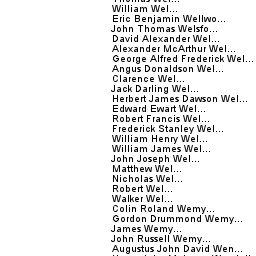 Thomas Wel...
William Wel...
Eric Benjamin Wellwo...
John Thomas Welsfo...
David Alexander Wel...
Alexander McArthur Wel...
George Alfred Frederick Wel...
Angus Donaldson Wel...
Clarence Wel...
Jack Darling Wel...
Herbert James Dawson Wel...
Edward Ewart Wel...
Robert Francis Wel...
Frederick Stanley Wel...
William Henry Wel...
William James Wel...
John Joseph Wel...
Matthew Wel...
Nicholas Wel...
Robert Wel...
Walker Wel...
Colin Roland Wemy...
Gordon Drummond Wemy...
James Wemy...
John Russell Wemy...
Augustus John David Wen...